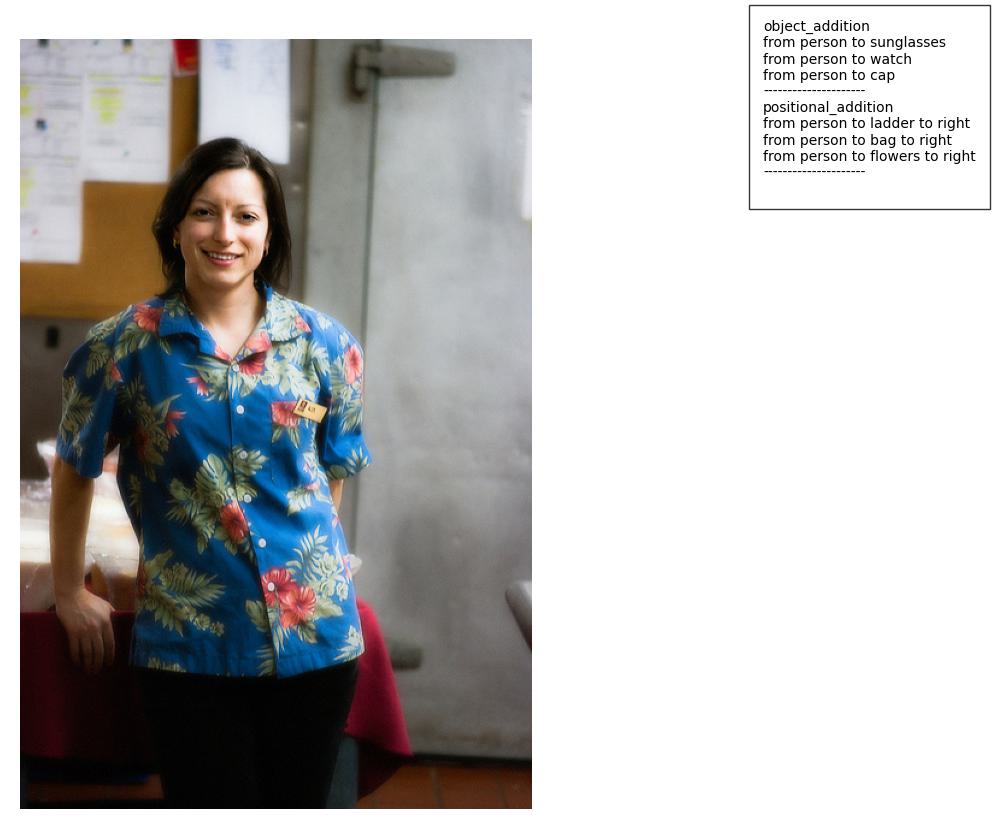 object_addition
from person to sunglasses
from person to watch
from person to cap
---------------------
positional_addition
from person to ladder to right
from person to bag to right
from person to flowers to right
---------------------